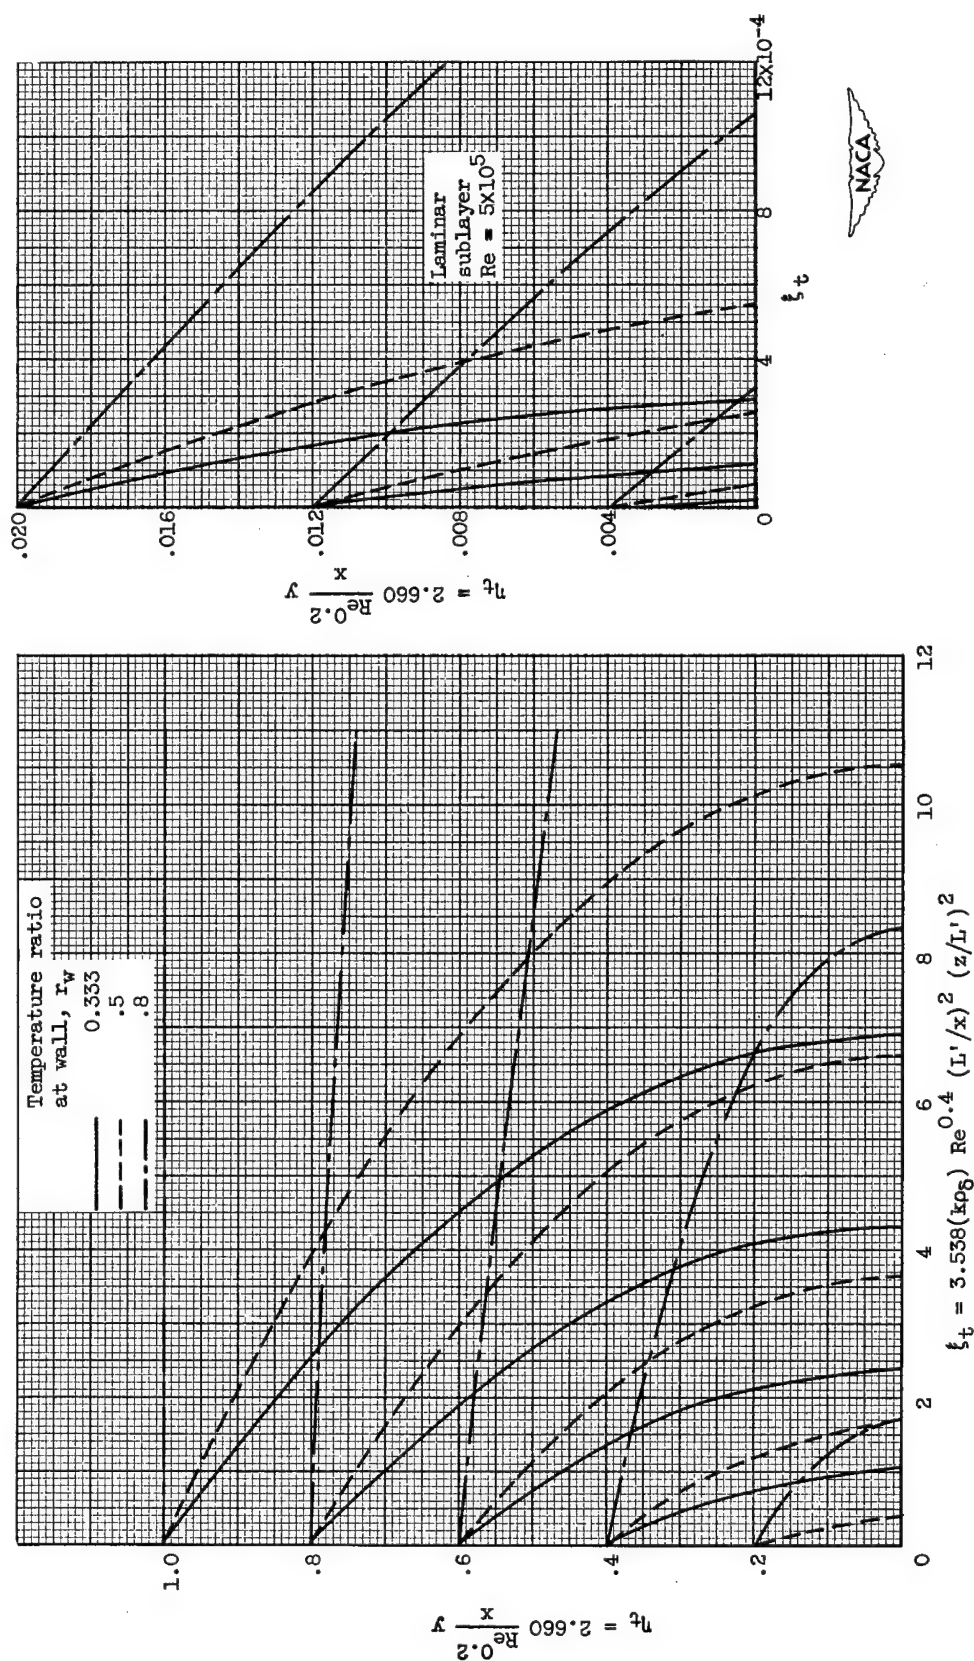 Temperature ratio
at wall, r_w
0.333
.5
.8
1.0
.8
.6
.4
.2
0
2
4
6
8
10
12
η_t = 2.660 Re^0.2/x y
ξ_t = 3.538(κρ_δ) Re^0.4 (L'/x)^2 (z/L')^2
Laminar
sublayer
Re = 5X10^5
.020
.016
.012
.008
.004
0
4
8
12X10^-4
η_t = 2.660 Re^0.2/x y
ξ_t
NACA